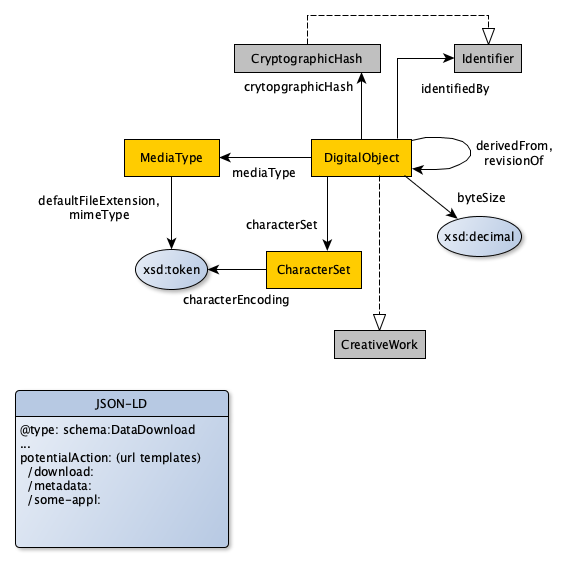 CryptographicHash
Identifier
crytopgraphicHash
identifiedBy
MediaType
DigitalObject
derivedFrom,
revisionOf
mediaType
defaultFileExtension,
mimeType
byteSize
characterSet
xsd:decimal
xsd:token
CharacterSet
characterEncoding
CreativeWork
JSON-LD
@type: schema:DataDownload
...
potentialAction: (url templates)
/download:
/metadata:
/some-appl: